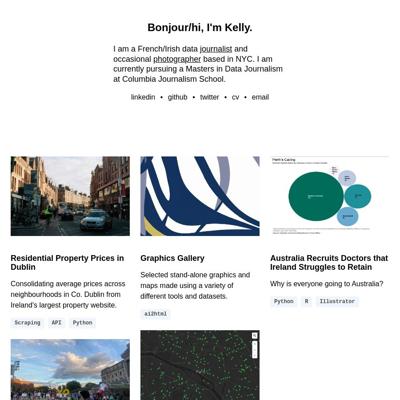 Bonjour/hi, I'm Kelly.
I am a French/Irish data journalist and
occasional photographer based in NYC. I am
currently pursuing a Masters in Data Journalism
at Columbia Journalism School.
linkedin • github • twitter • cv • email
Residential Property Prices in
Dublin
Consolidating average prices across
neighbourhoods in Co. Dublin from
Ireland's largest property website.
Scraping API Python
Graphics Gallery
Selected stand-alone graphics and
maps made using a variety of
different tools and datasets.
ai2html
Australia Recruits Doctors that
Ireland Struggles to Retain
Why is everyone going to Australia?
Python R Illustrator